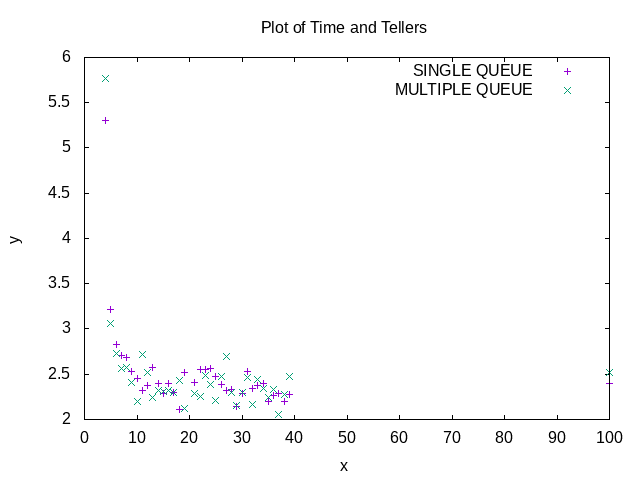 Plot of Time and Tellers
6
SINGLE QUEUE
MULTIPLE QUEUE
5.5
5
4.5
4
y
3.5
3
2.5
2
0 10 20 30 40 50 60 70 80 90 100
x